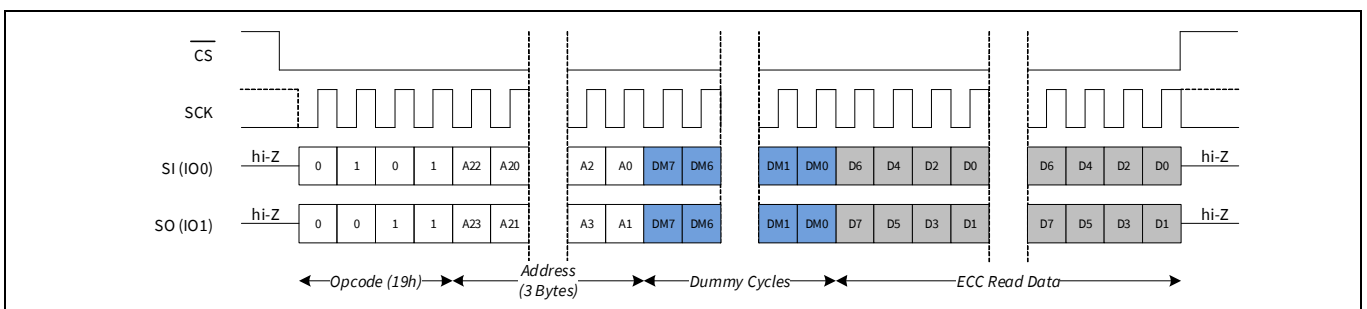 CS
SCK
SI (IO0) hi-Z 0 1 0 1 A22 A20 A2 A0 DM7 DM6 DM1 DM0 D6 D4 D2 D0 D6 D4 D2 D0 hi-Z
SO (IO1) hi-Z 0 0 1 1 A23 A21 A3 A1 DM7 DM6 DM1 DM0 D7 D5 D3 D1 D7 D5 D3 D1 hi-Z
Opcode (19h) Address (3 Bytes) Dummy Cycles ECC Read Data